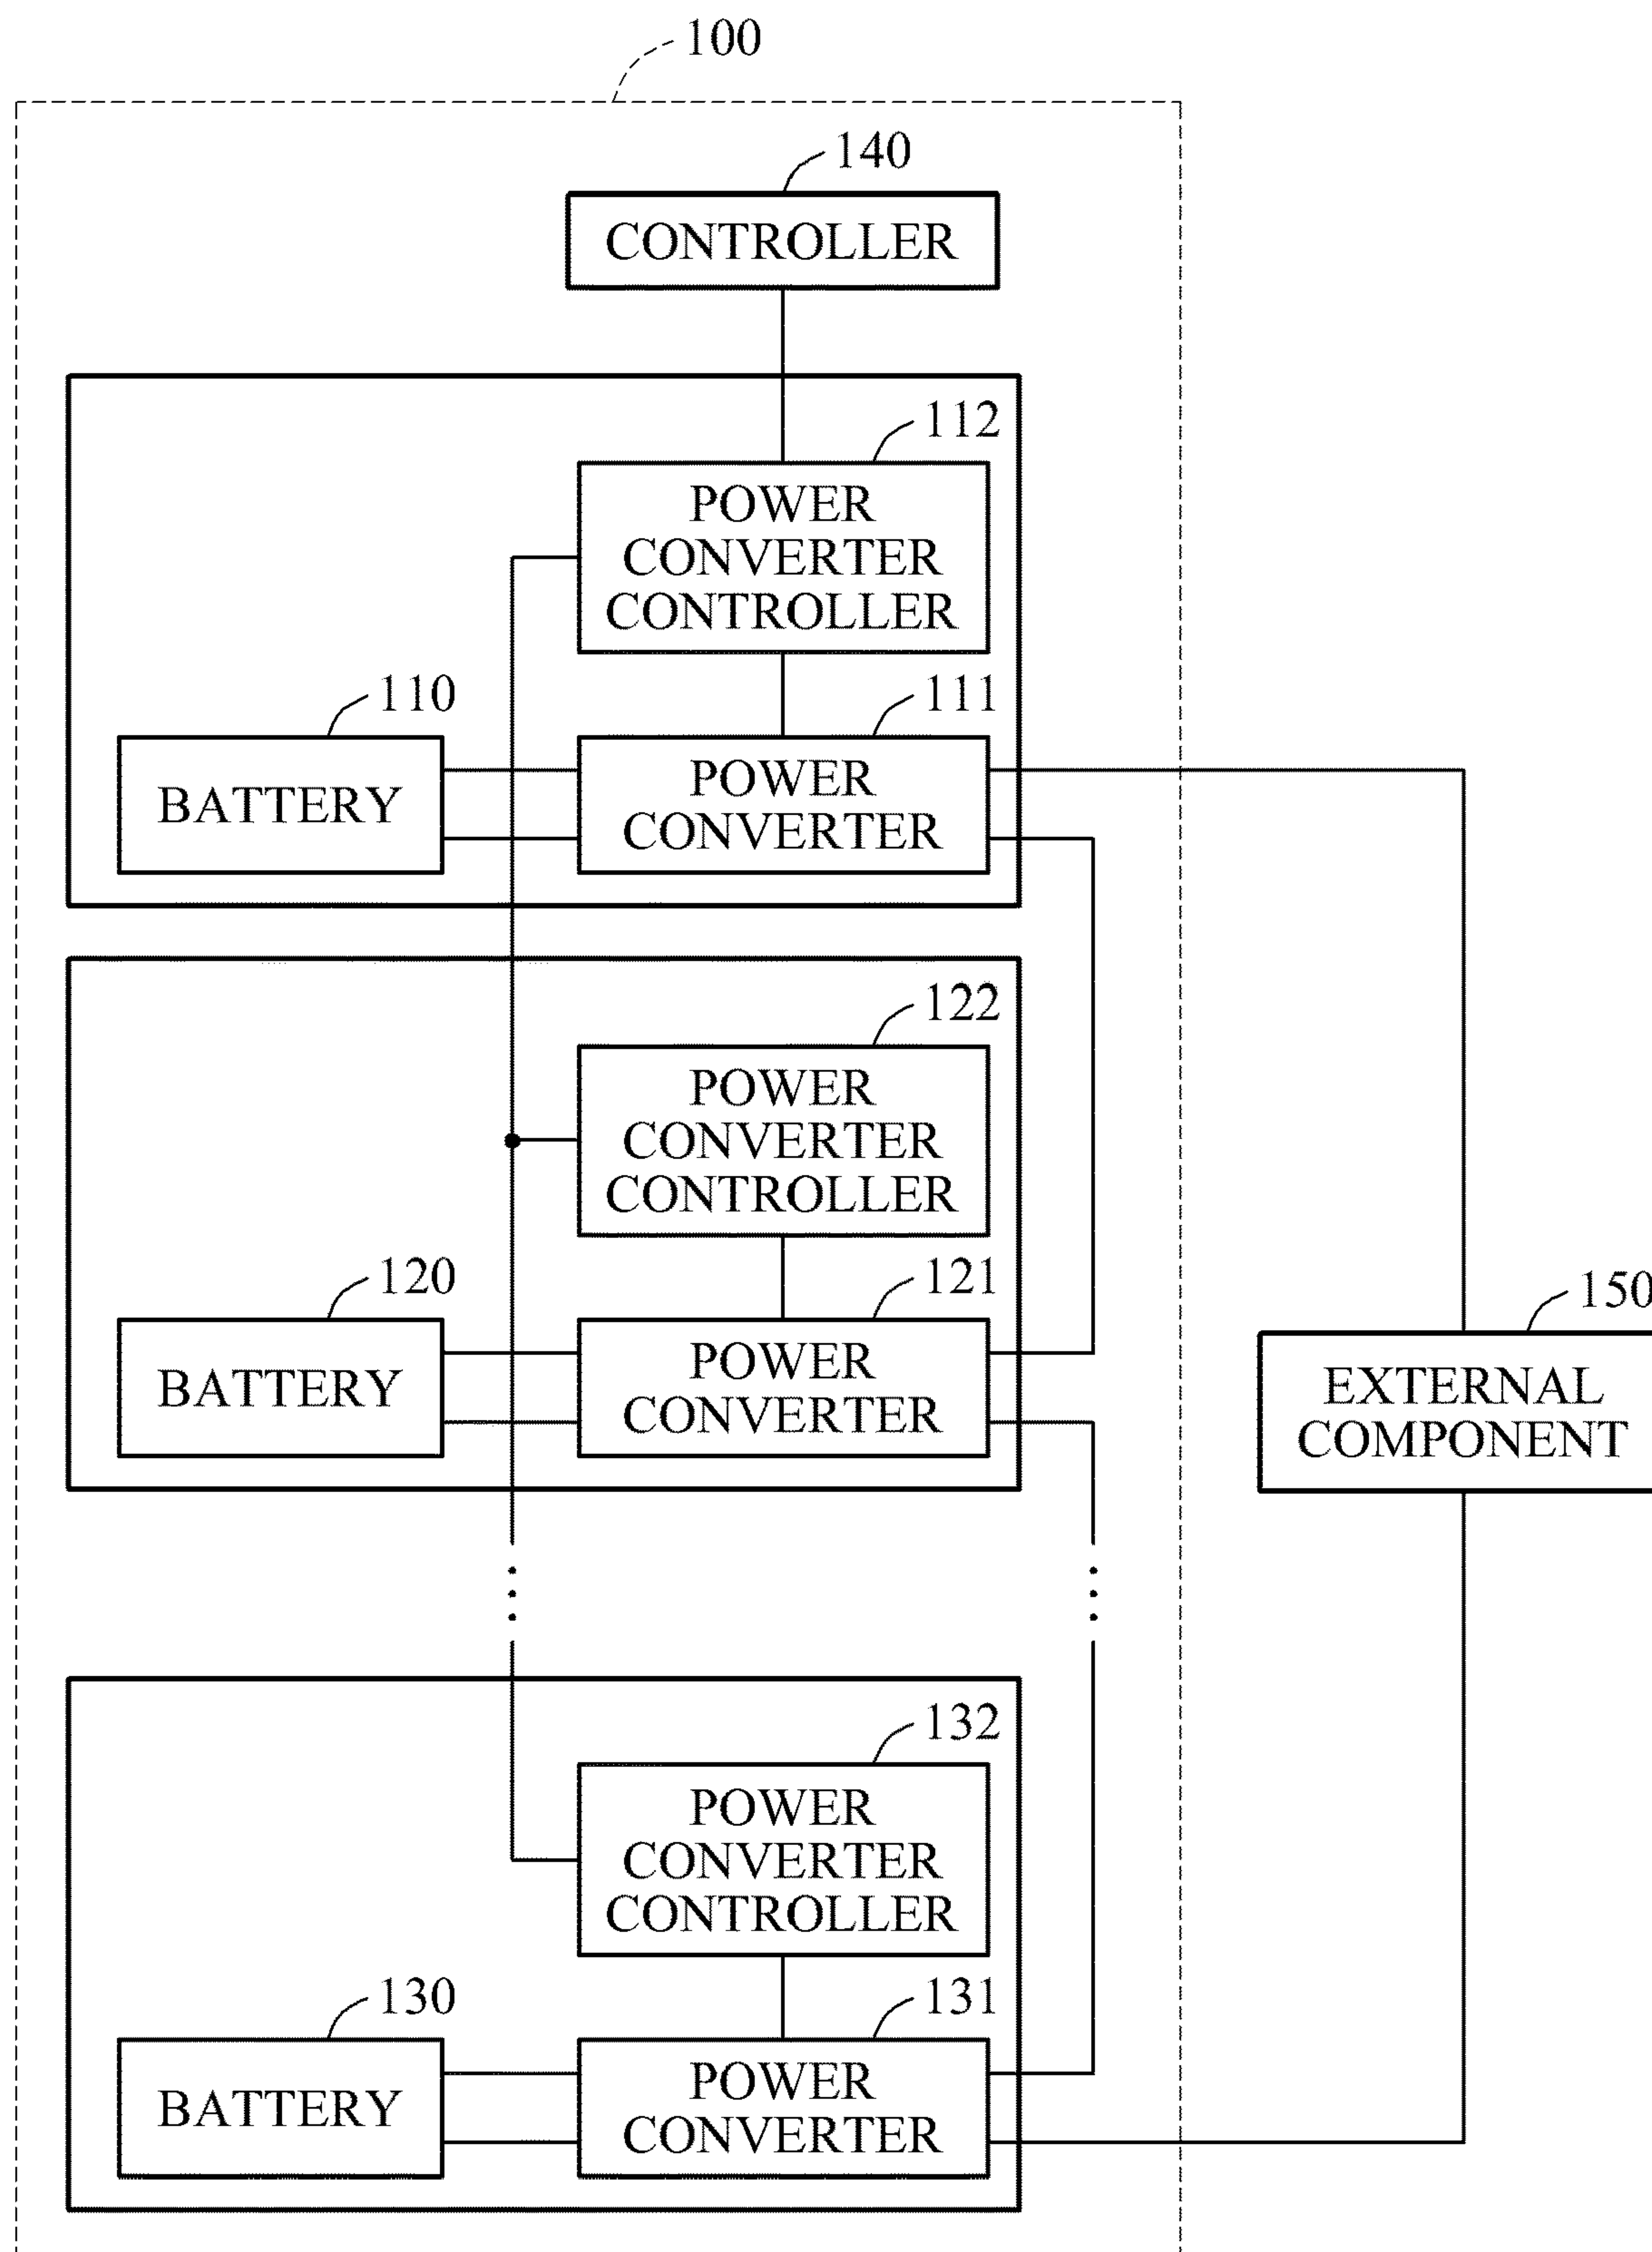 100
140
CONTROLLER
112
POWER
CONVERTER
CONTROLLER
110
111
BATTERY
POWER
CONVERTER
122
POWER
CONVERTER
CONTROLLER
120
121
150
BATTERY
POWER
CONVERTER
EXTERNAL
COMPONENT
132
POWER
CONVERTER
CONTROLLER
130
131
BATTERY
POWER
CONVERTER